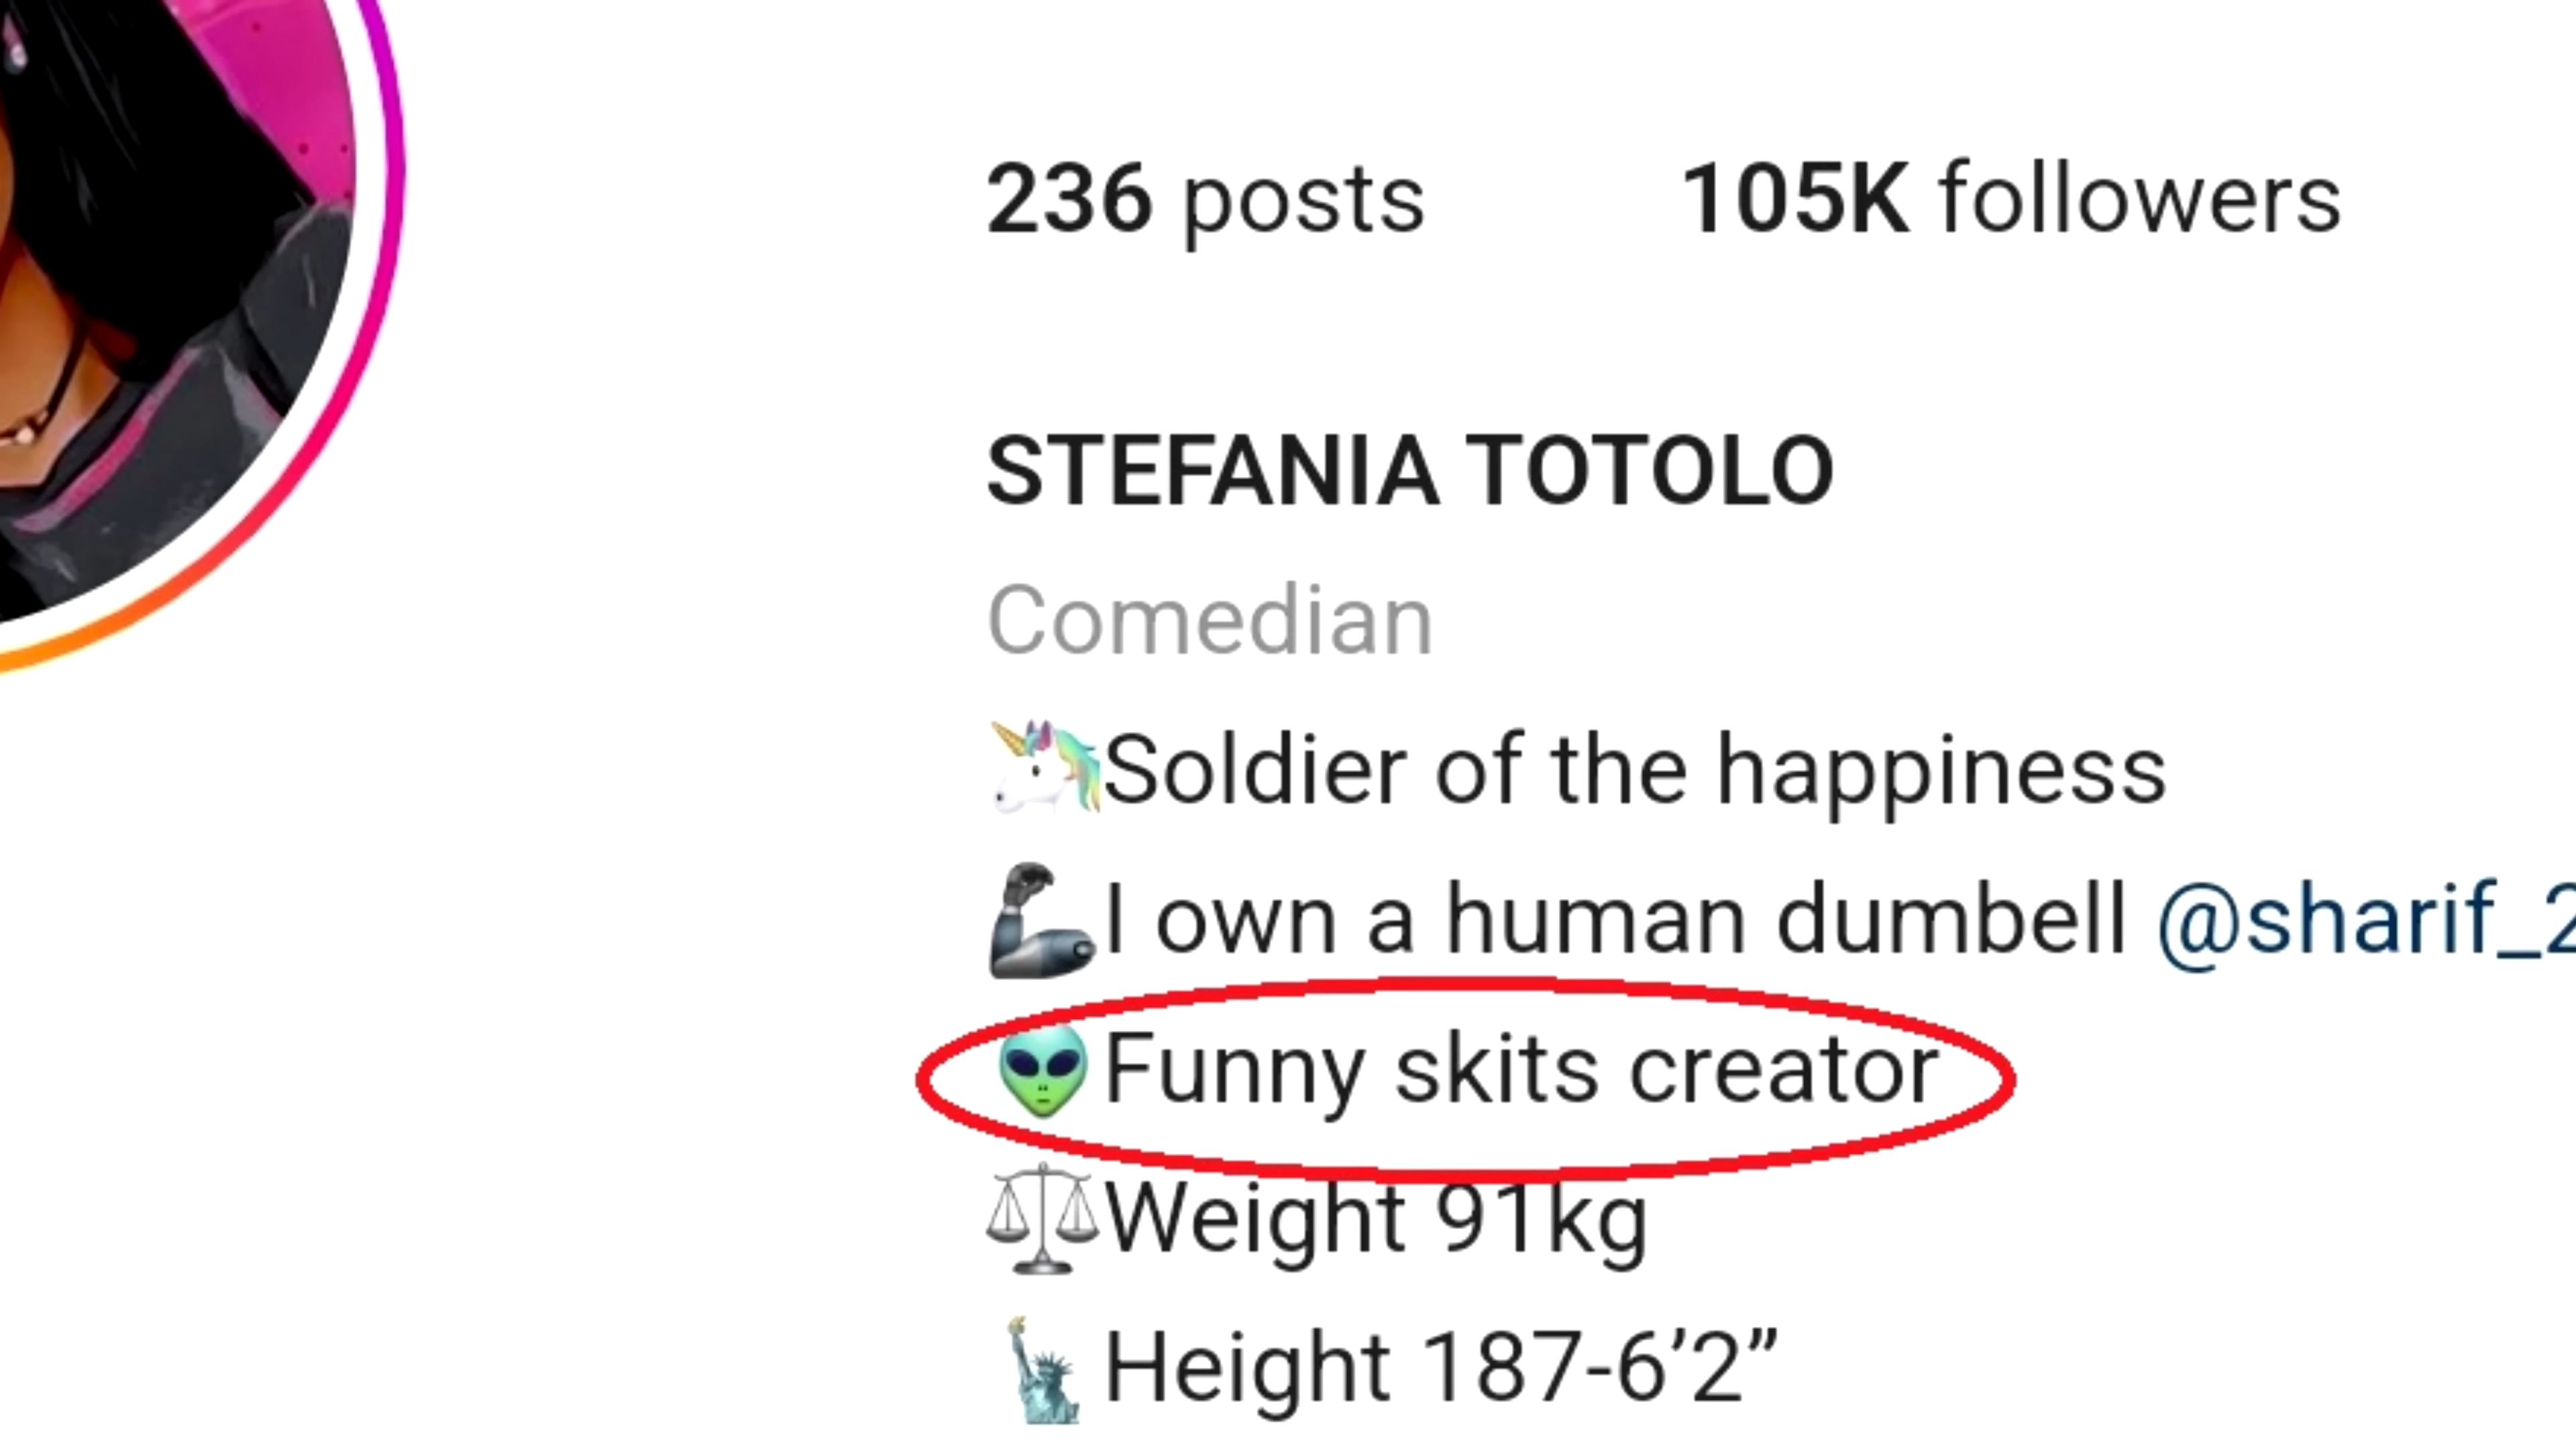 236 posts 105K followers
STEFANIA TOTOLO
Comedian
🦄Soldier of the happiness
🦾I own a human dumbell @sharif_2
👽Funny skits creator
⚖️Weight 91kg
🗽Height 187-6’2”